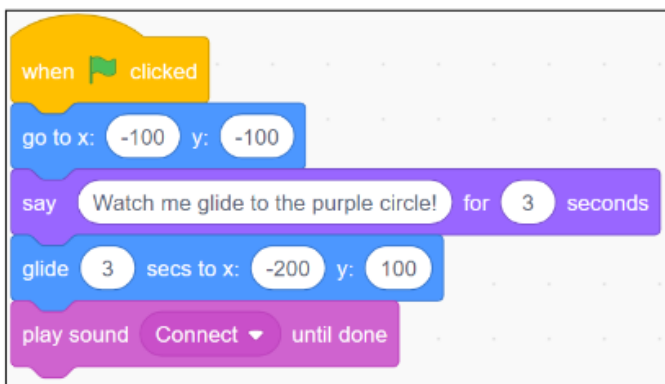 when clicked
go to x: -100 y: -100
say Watch me glide to the purple circle! for 3 seconds
glide 3 secs to x: -200 y: 100
play sound Connect until done